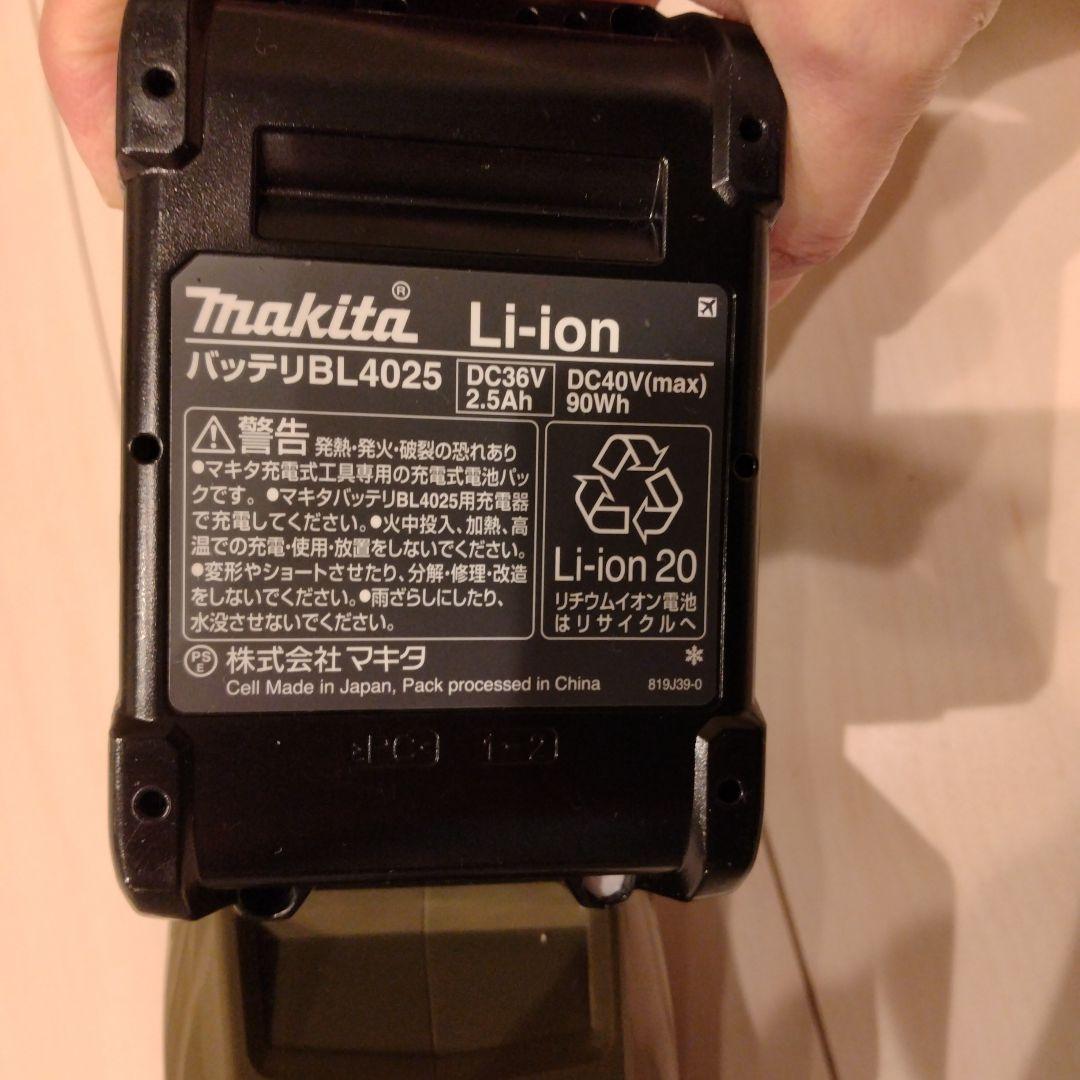 makita® Li-ion
バッテリBL4025 DC36V 2.5Ah DC40V(max) 90Wh
警告 発熱・発火・破裂の恐れあり
●マキタ充電式工具専用の充電式電池パッ
クです。●マキタバッテリBL4025用充電器
で充電してください。●火中投入、加熱、高
温での充電・使用・放置をしないでください。
●変形やショートさせたり、分解・修理・改造
をしないでください。●雨ざらしにしたり、
水没させないでください。
Li-ion 20
リチウムイオン電池
はリサイクルへ
PSE 株式会社 マキタ
Cell Made in Japan, Pack processed in China 819J39-0
>PC< 1-2